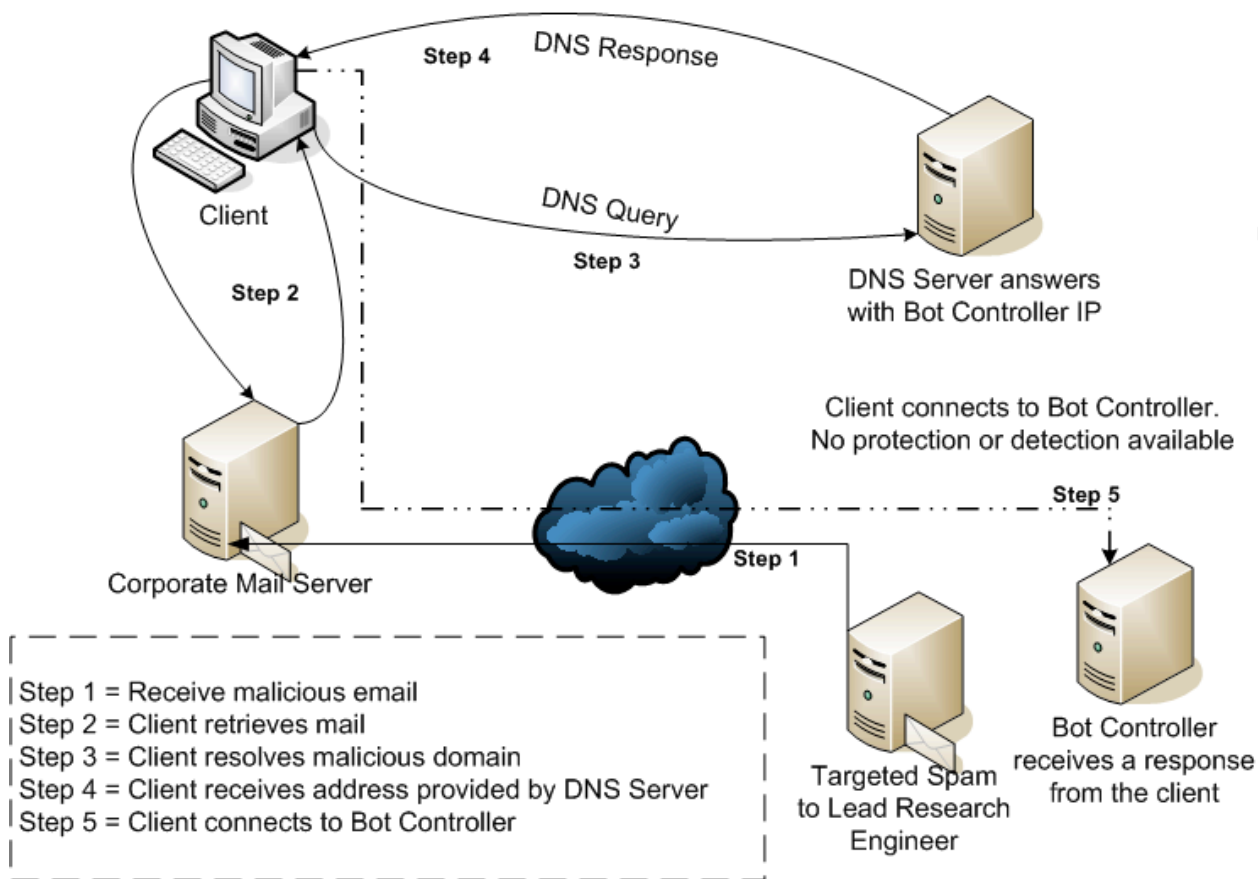 DNS Response
Step 4
Client
DNS Query
Step 3
Step 2
DNS Server answers
with Bot Controller IP
Client connects to Bot Controller.
No protection or detection available
Step 5
Step 1
Corporate Mail Server
Targeted Spam
to Lead Research
Engineer
Bot Controller
receives a response
from the client
Step 1 = Receive malicious email
Step 2 = Client retrieves mail
Step 3 = Client resolves malicious domain
Step 4 = Client receives address provided by DNS Server
Step 5 = Client connects to Bot Controller